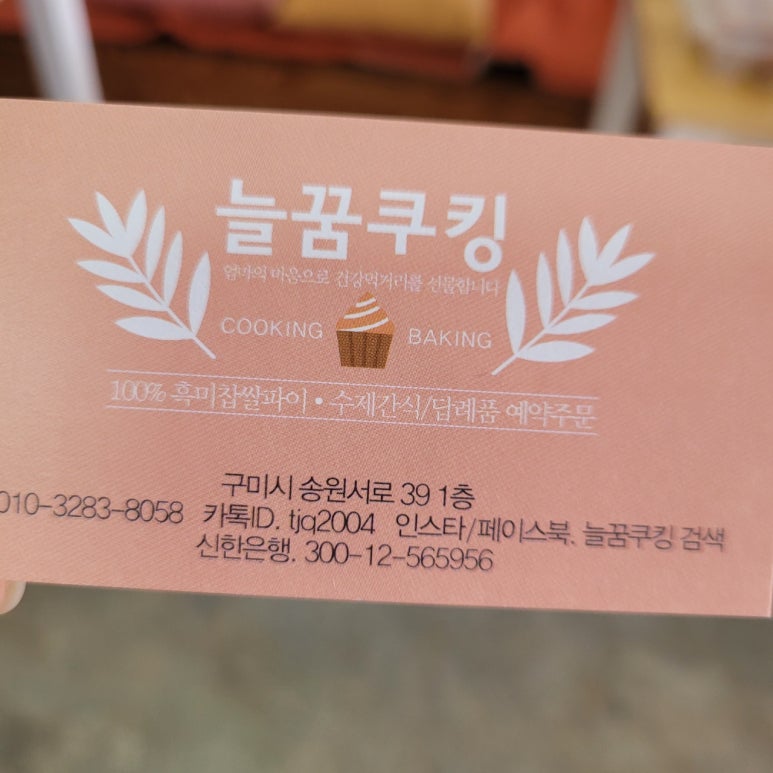 늘꿈쿠킹
엄마의 마음으로 건강먹거리를 선물합니다
COOKING BAKING
100% 흑미찹쌀파이 • 수제간식/답례품 예약주문
구미시 송원서로 39 1층
010-3283-8058 카톡ID. tjq2004 인스타/페이스북. 늘꿈쿠킹 검색
신한은행. 300-12-565956